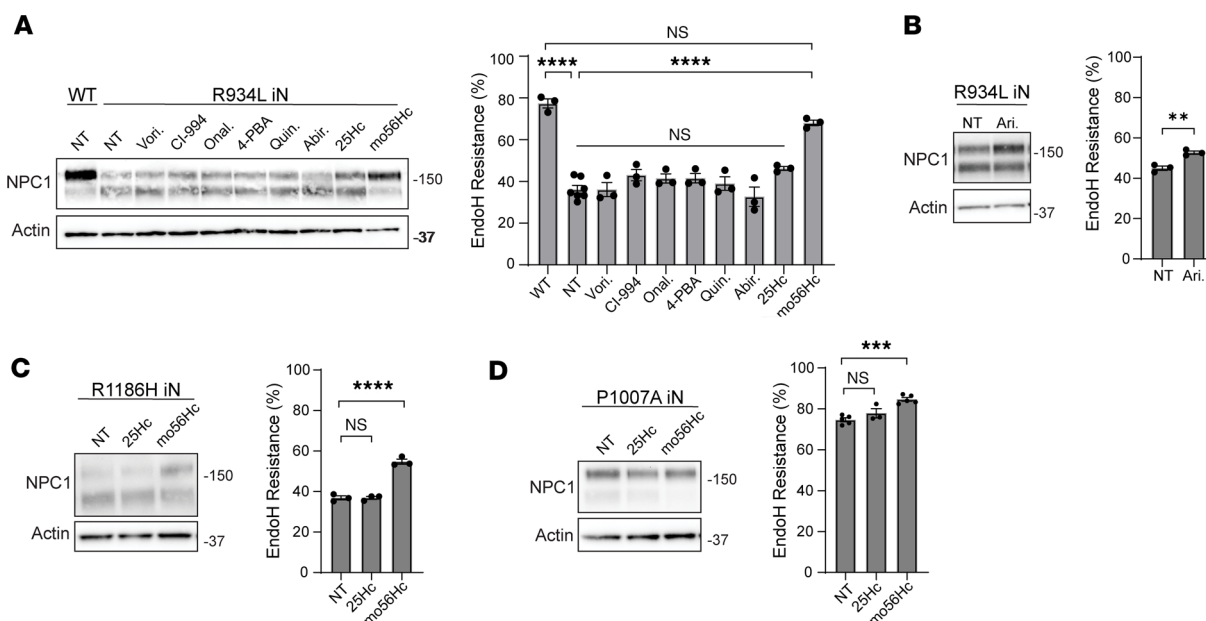 A
WT
R934L iN
NT
NT
Vori.
CI-994
Onal.
4-PBA
Quin.
Abir.
25Hc
mo56Hc
NPC1
-150
Actin
-37
EndoH Resistance (%)
100
80
60
40
20
0
NS
****
****
NS
WT
NT
Vori.
CI-994
Onal.
4-PBA
Quin.
Abir.
25Hc
mo56Hc
B
R934L iN
NT Ari.
NPC1
-150
Actin
-37
EndoH Resistance (%)
100
80
60
40
20
0
**
NT Ari.
C
R1186H iN
NT
25Hc
mo56Hc
NPC1
-150
Actin
-37
EndoH Resistance (%)
100
80
60
40
20
0
****
NS
NT
25Hc
mo56Hc
D
P1007A iN
NT
25Hc
mo56Hc
NPC1
-150
Actin
-37
EndoH Resistance (%)
100
80
60
40
20
0
***
NS
NT
25Hc
mo56Hc